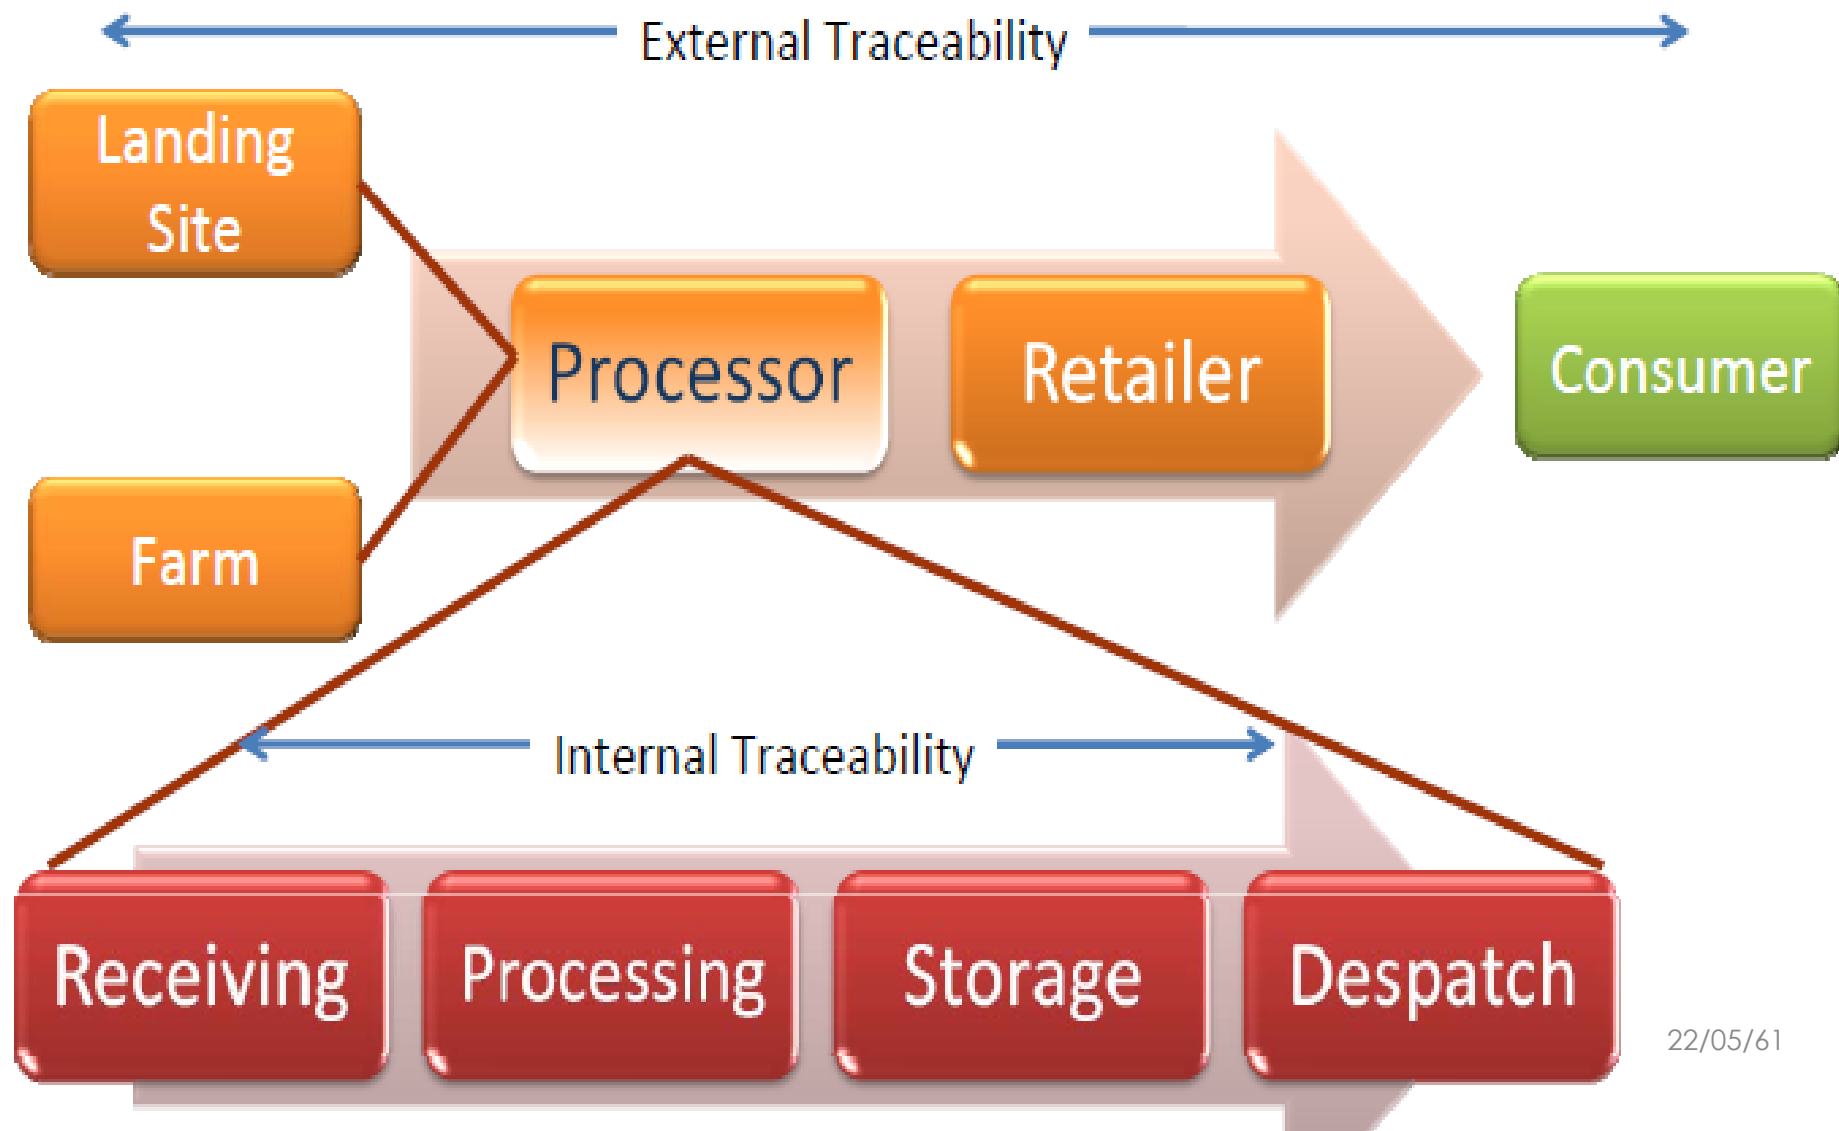 External Traceability
Landing
Site
Processor
Retailer
Consumer
Farm
Internal Traceability
Receiving
Processing
Storage
Despatch
22/05/61